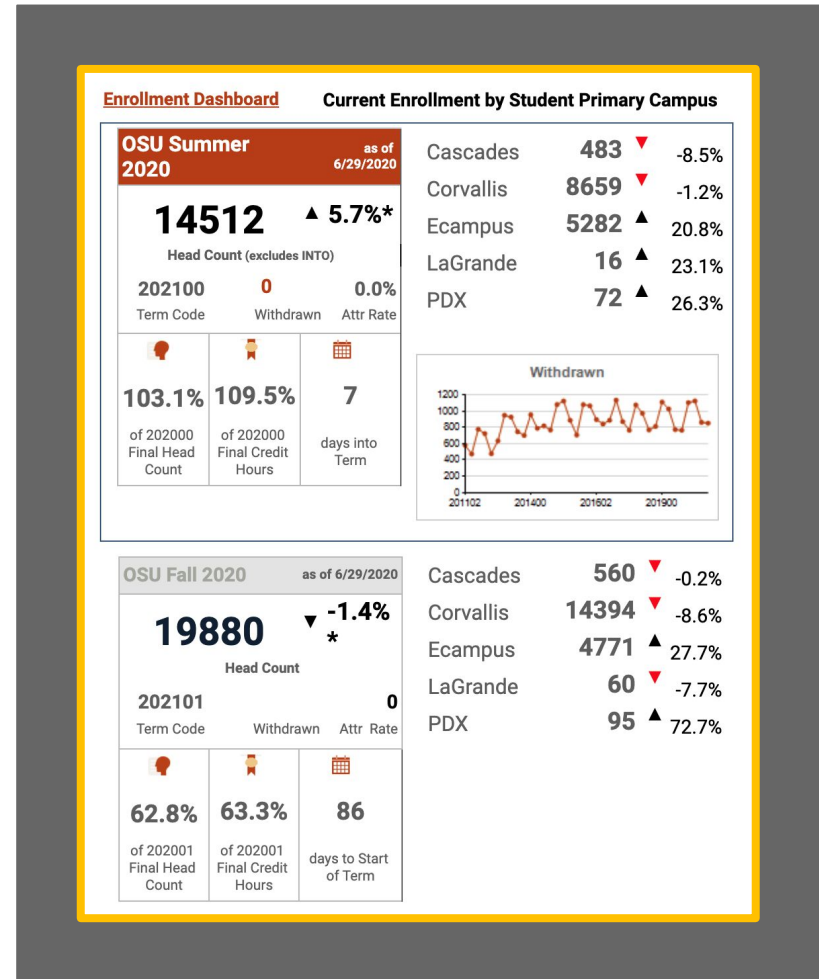 Enrollment Dashboard
Current Enrollment by Student Primary Campus
OSU Summer
2020
as of
6/29/2020
14512
▲ 5.7%*
Head Count (excludes INTO)
202100 0 0.0%
Term Code Withdrawn Attr Rate
103.1% 109.5% 7
of 202000
Final Head
Count
of 202000
Final Credit
Hours
days into
Term
Cascades 483 ▼ -8.5%
Corvallis 8659 ▼ -1.2%
Ecampus 5282 ▲ 20.8%
LaGrande 16 ▲ 23.1%
PDX 72 ▲ 26.3%
Withdrawn
1200
1000
800
600
400
200
0
201102 201400 201602 201900
OSU Fall 2020 as of 6/29/2020
19880
▼ -1.4%
*
Head Count
202101 0
Term Code Withdrawn Attr Rate
62.8% 63.3% 86
of 202001
Final Head
Count
of 202001
Final Credit
Hours
days to Start
of Term
Cascades 560 ▼ -0.2%
Corvallis 14394 ▼ -8.6%
Ecampus 4771 ▲ 27.7%
LaGrande 60 ▼ -7.7%
PDX 95 ▲ 72.7%